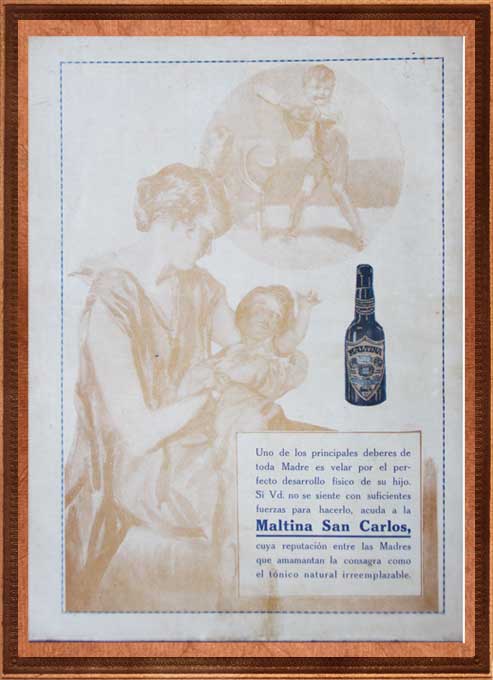 MALTINA
Uno de los principales deberes de
toda Madre es velar por el per-
fecto desarrollo físico de su hijo.
Si Vd. no se siente con suficientes
fuerzas para hacerlo, acuda a la
Maltina San Carlos,
cuya reputación entre las Madres
que amamantan la consagra como
el tónico natural irreemplazable.